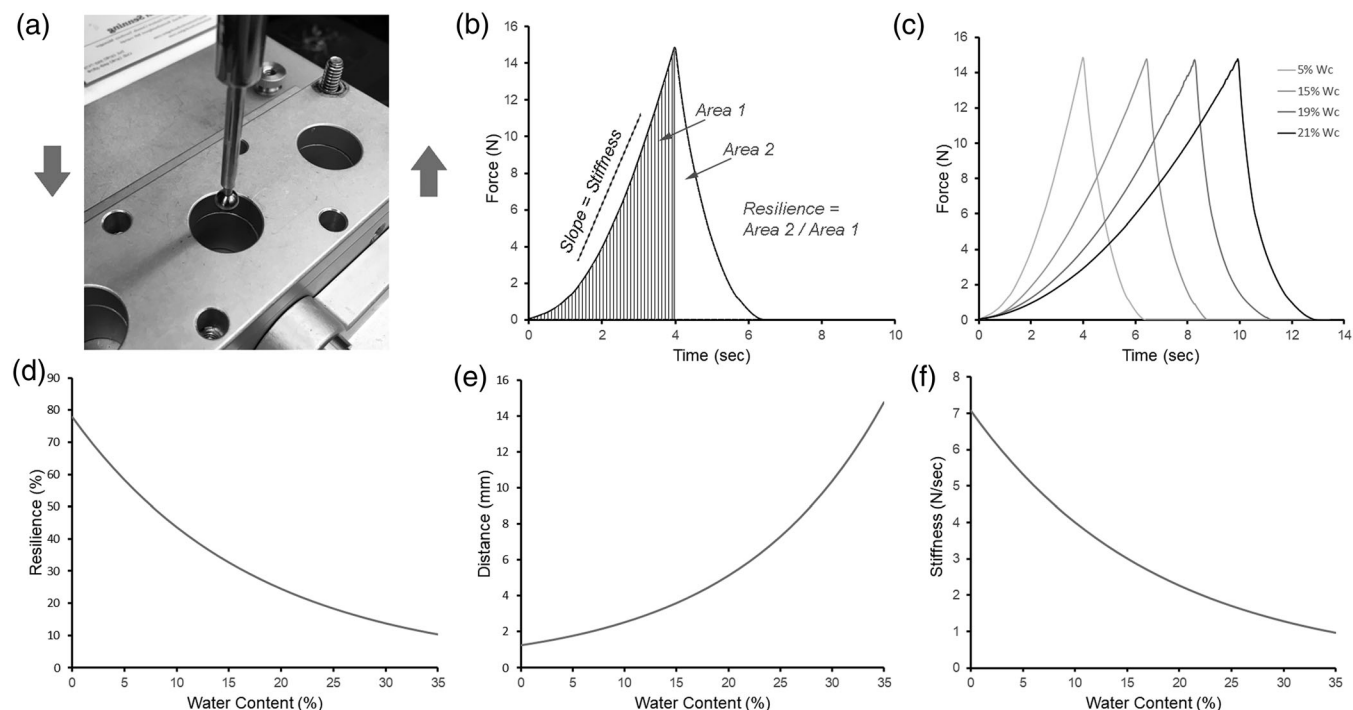 (a)
(b)
16
14
12
10
8
6
4
2
0
Force (N)
0 2 4 6 8 10
Time (sec)
Slope = Stiffness
Area 1
Area 2
Resilience =
Area 2 / Area 1
(c)
16
14
12
10
8
6
4
2
0
Force (N)
0 2 4 6 8 10 12 14
Time (sec)
5% Wc
15% Wc
19% Wc
21% Wc
(d)
90
80
70
60
50
40
30
20
10
0
Resilience (%)
0 5 10 15 20 25 30 35
Water Content (%)
(e)
16
14
12
10
8
6
4
2
0
Distance (mm)
0 5 10 15 20 25 30 35
Water Content (%)
(f)
8
7
6
5
4
3
2
1
0
Stiffness (N/sec)
0 5 10 15 20 25 30 35
Water Content (%)